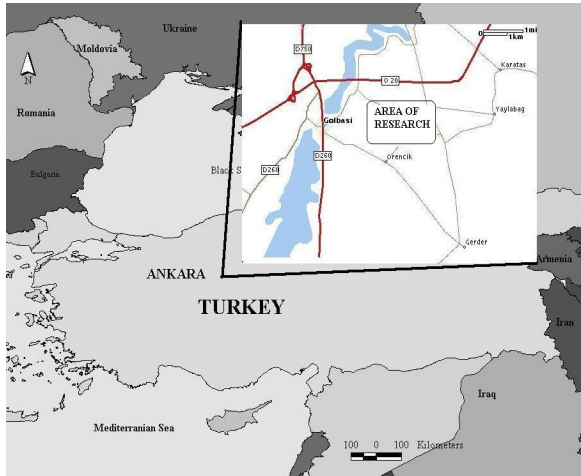 Ukraine
Moldovia
N
Romania
Bulgaria
Black S
ANKARA
TURKEY
Armenia
Iran
Iraq
Mediterranean Sea
100 0 100 Kilometers
0 1mi
1km
D750
O 20
Karatas
Golbasi
AREA OF
RESEARCH
Yaylabag
D260
D260
Orencik
Gerder